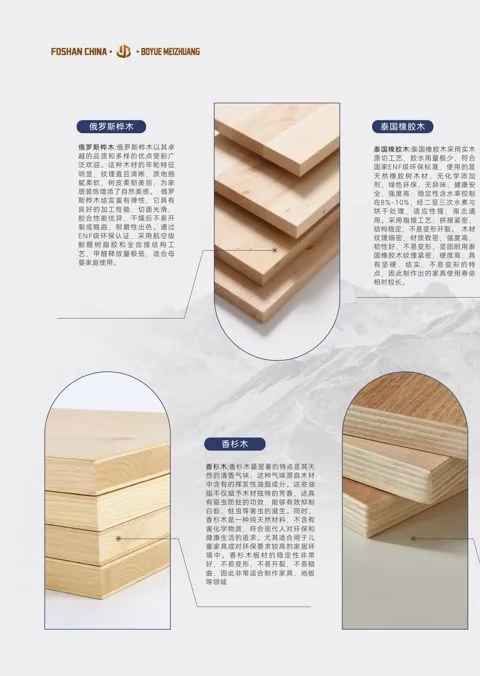 FOSHAN CHINA · · BOYUE MEIZHUANG
俄罗斯桦木
俄罗斯桦木:俄罗斯桦木以其卓
越的品质和多样的优点受到广
泛欢迎。这种木材的年轮特征
明显,纹理直且清晰,质地细
腻柔软,树皮柔韧美丽,为家
居装饰增添了自然美感。 俄罗
斯桦木结实富有弹性,它具有
良好的加工性能,切面光滑,
胶合性能优异,干燥后不易开
裂或翘曲,耐磨性出色。通过
ENF级环保认证,采用航空级
酚醛树脂胶和全齿接结构工
艺,甲醛释放量极低,适合母
婴家庭使用。
泰国橡胶木
泰国橡胶木:泰国橡胶木采用实木
原切工艺,胶水用量极少,符合
国家ENF级环保标准,使用的是
天然橡胶树木材,无化学添加
剂,绿色环保,无异味,健康安
全,强度高,稳定性含水率控制
在8%-10%,经二至三次水煮与
烘干处理,适应性强,南北通
用。采用指接工艺,拼接紧密,
结构稳定,不易变形开裂。 木材
纹理细密,材质致密,强度高,
韧性好,不易变形,坚固耐用泰
国橡胶木纹理紧密,硬度高,具
有坚硬、结实、不易变形的特
点,因此制作出的家具使用寿命
相对较长。
香杉木
香杉木:香杉木最显著的特点是其天
然的清香气味,这种气味源自木材
中含有的挥发性油脂成分。这些油
脂不仅赋予木材独特的芳香,还具
有驱虫防蛀的功效,能够有效抑制
白蚁、蛀虫等害虫的滋生。同时,
香杉木是一种纯天然材料,不含有
害化学物质,符合现代人对环保和
健康生活的追求。尤其适合用于儿
童家具或对环保要求较高的家居环
境中。香杉木板材的稳定性非常
好,不易变形、不易开裂、不易翘
曲,因此非常适合制作家具、地板
等领域